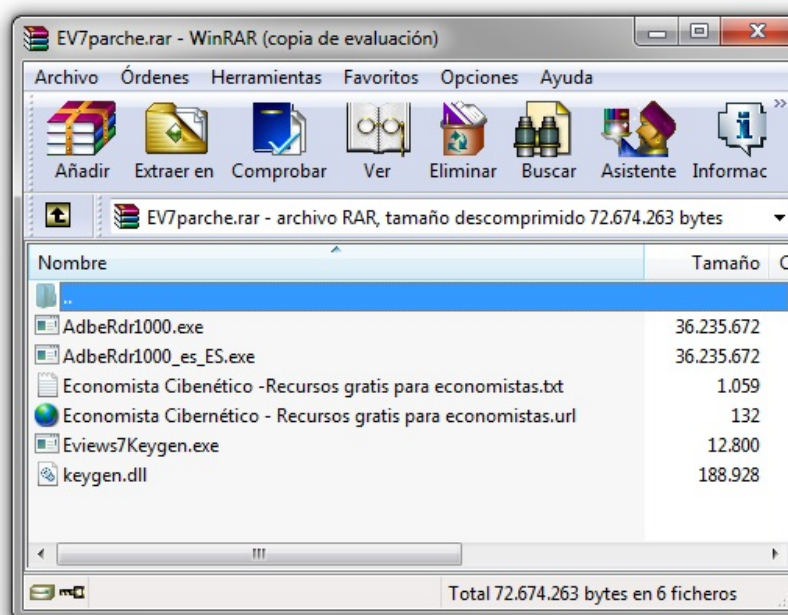 EV7parche.rar - WinRAR (copia de evaluación)
Archivo Órdenes Herramientas Favoritos Opciones Ayuda
Añadir Extraer en Comprobar Ver Eliminar Buscar Asistente Informac
EV7parche.rar - archivo RAR, tamaño descomprimido 72.674.263 bytes
Nombre Tamaño C
..
AdbeRdr1000.exe 36.235.672
AdbeRdr1000_es_ES.exe 36.235.672
Economista Cibenético -Recursos gratis para economistas.txt 1.059
Economista Cibernético - Recursos gratis para economistas.url 132
Eviews7Keygen.exe 12.800
keygen.dll 188.928
Total 72.674.263 bytes en 6 ficheros